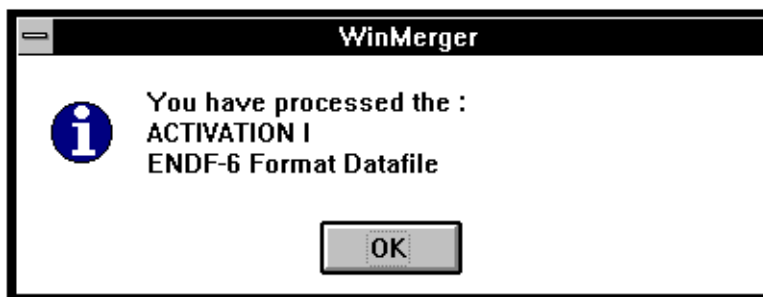 WinMerger
You have processed the :
ACTIVATION I
ENDF-6 Format Datafile
OK